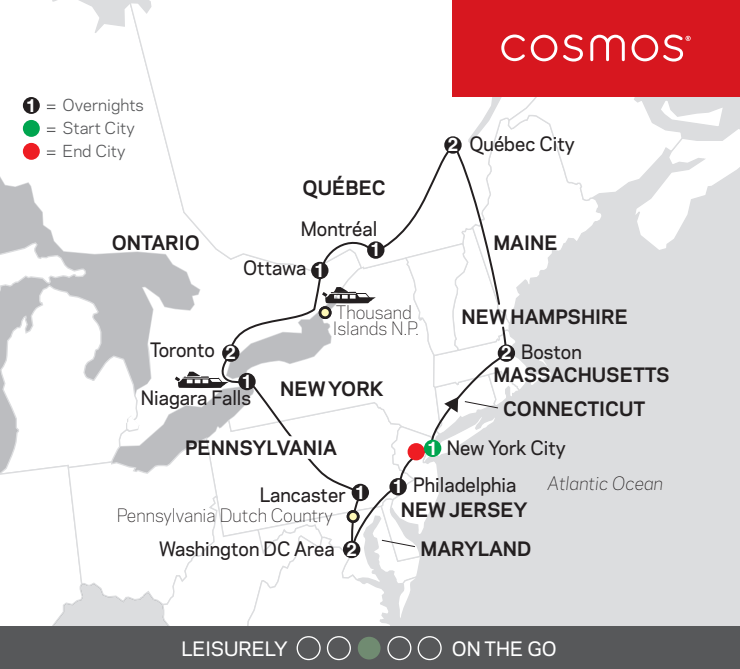 COSMOS®
1 = Overnights
= Start City
= End City
2 Québec City
QUÉBEC
Montréal
1
ONTARIO
MAINE
Ottawa 1
Thousand
Islands N.P.
NEW HAMPSHIRE
Toronto 2
2 Boston
MASSACHUSETTS
1
Niagara Falls
NEW YORK
CONNECTICUT
PENNSYLVANIA
1 New York City
Lancaster 1
1 Philadelphia
Atlantic Ocean
NEW JERSEY
Pennsylvania Dutch Country
Washington DC Area 2
MARYLAND
LEISURELY ON THE GO